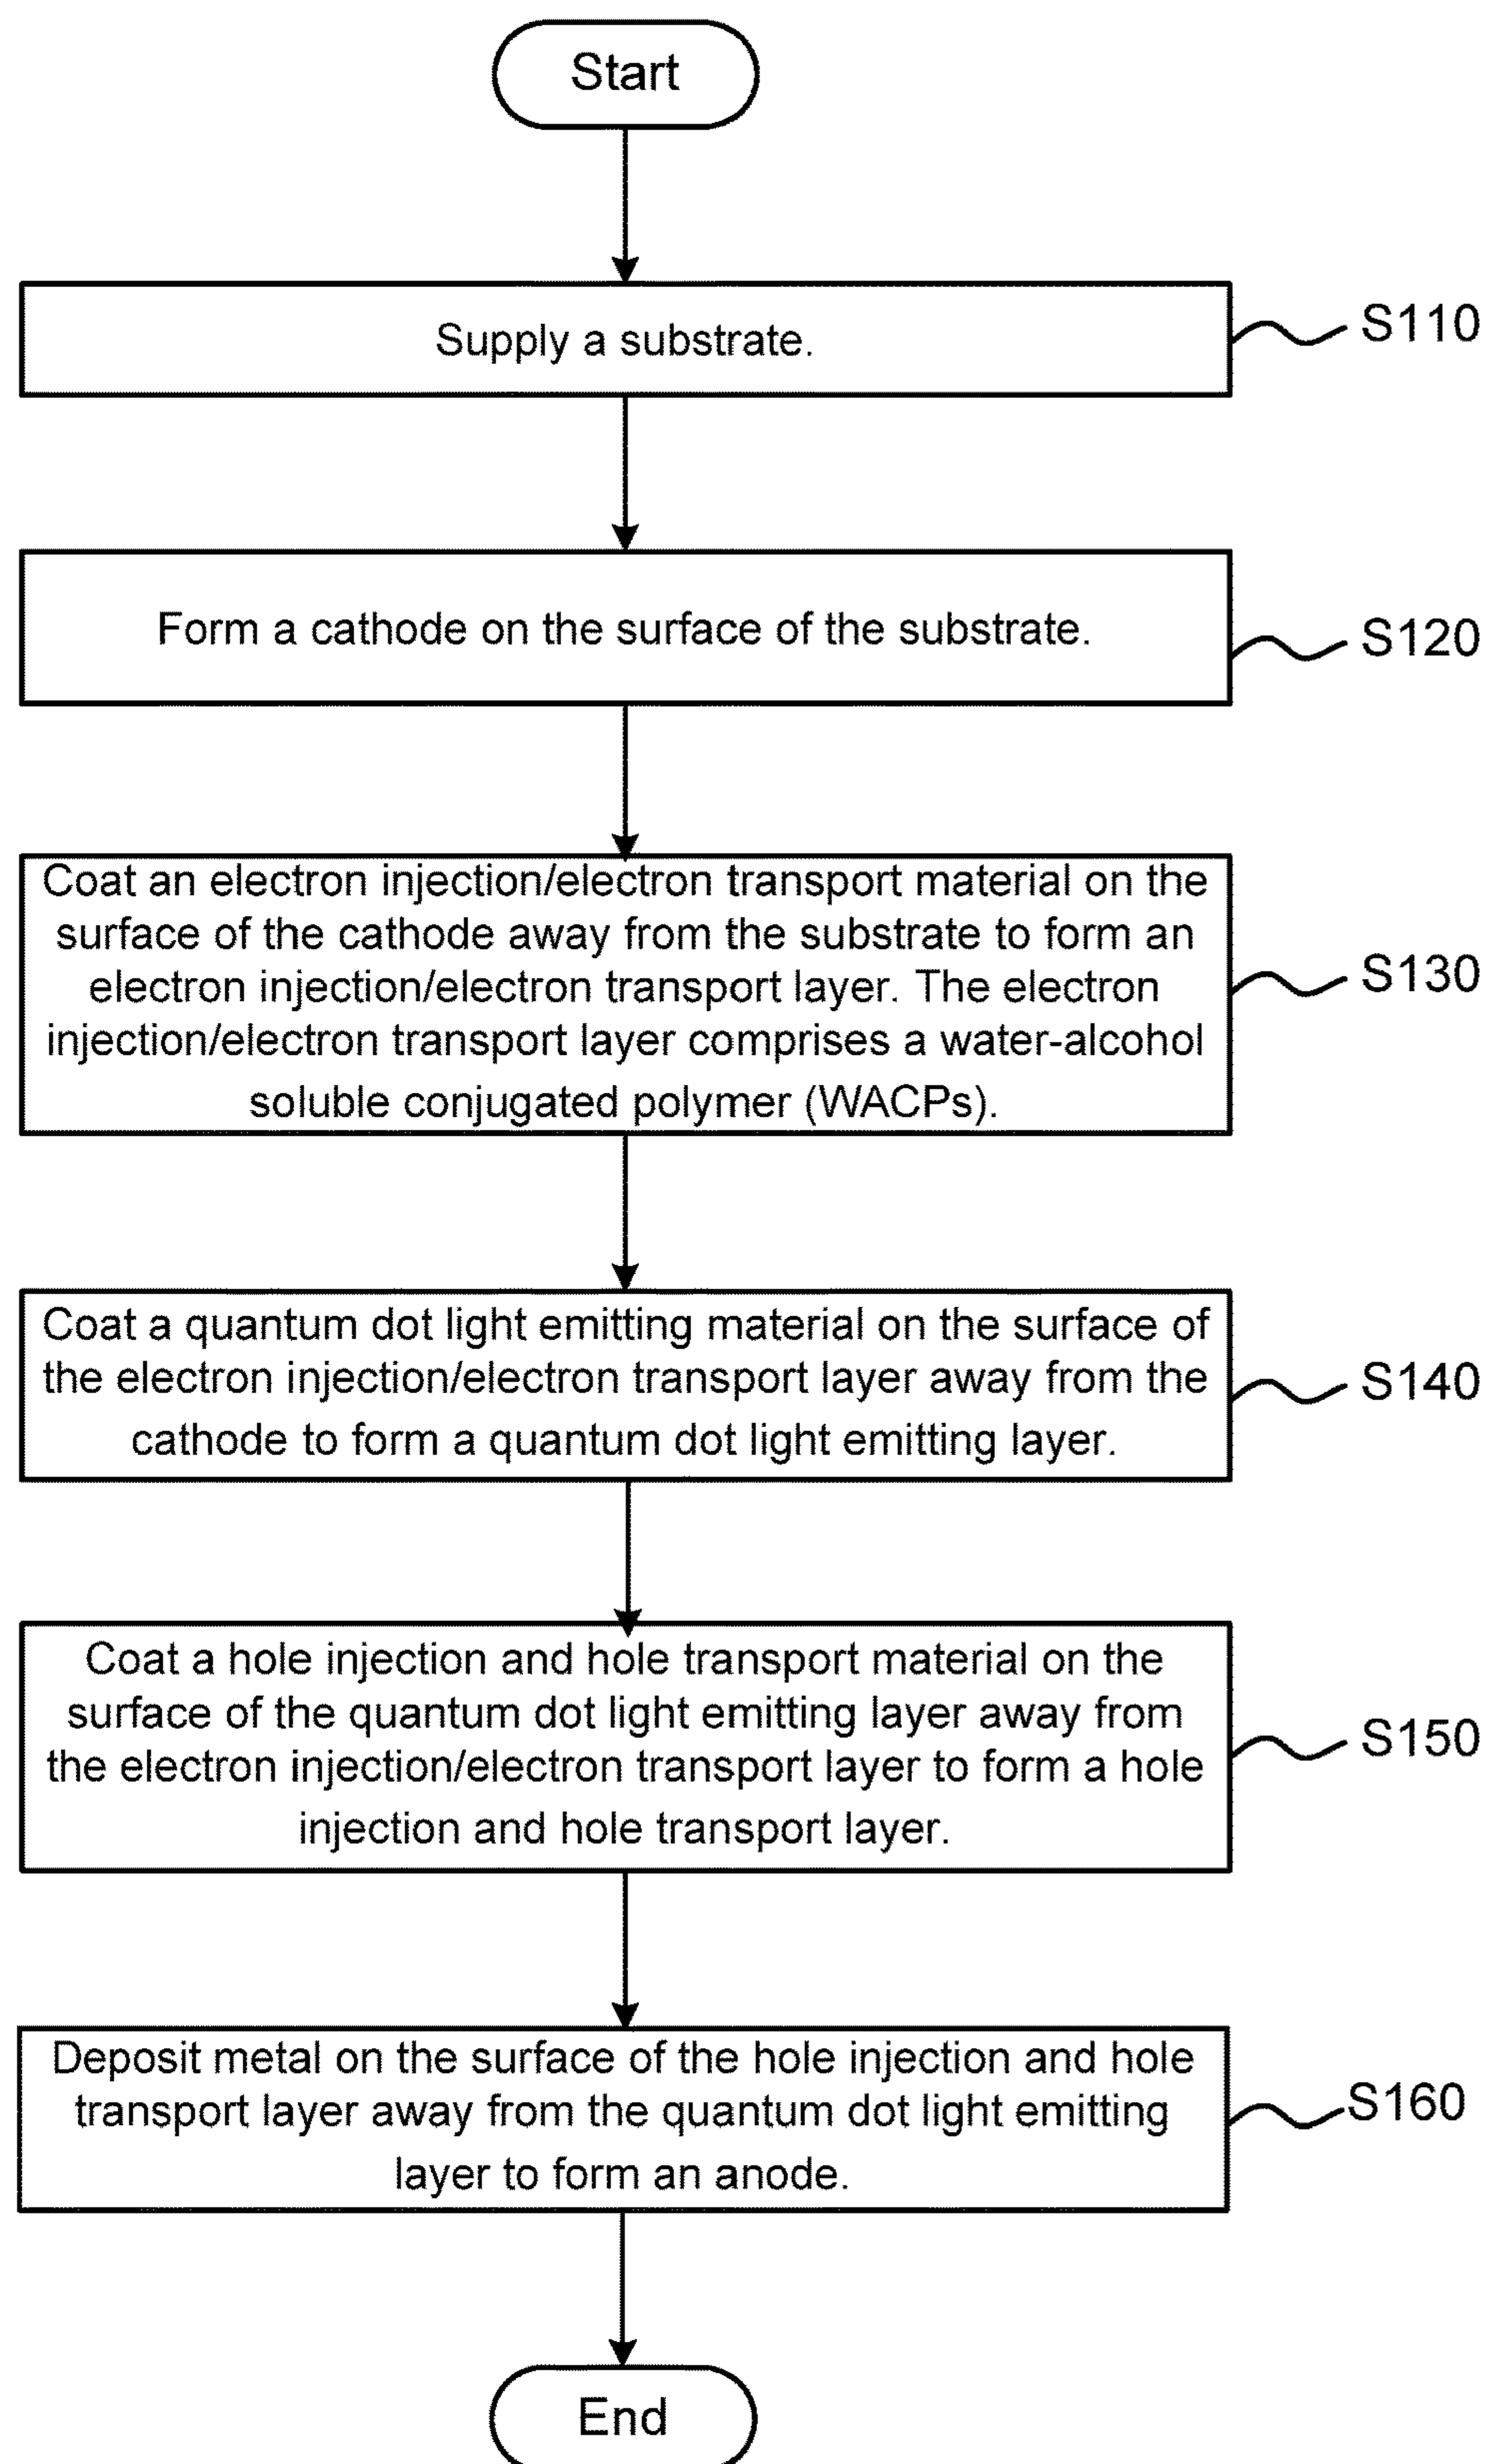 Start
Supply a substrate.
S110
Form a cathode on the surface of the substrate.
S120
Coat an electron injection/electron transport material on the
surface of the cathode away from the substrate to form an
electron injection/electron transport layer. The electron
injection/electron transport layer comprises a water-alcohol
soluble conjugated polymer (WACPs).
S130
Coat a quantum dot light emitting material on the surface of
the electron injection/electron transport layer away from the
cathode to form a quantum dot light emitting layer.
S140
Coat a hole injection and hole transport material on the
surface of the quantum dot light emitting layer away from
the electron injection/electron transport layer to form a hole
injection and hole transport layer.
S150
Deposit metal on the surface of the hole injection and hole
transport layer away from the quantum dot light emitting
layer to form an anode.
S160
End